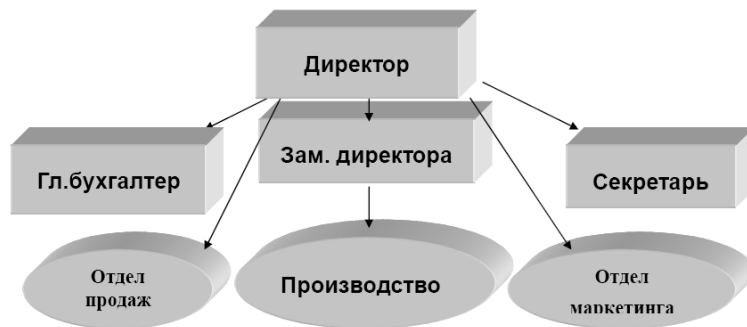 Директор
Гл.бухгалтер
Зам. директора
Секретарь
Отдел
продаж
Производство
Отдел
маркетинга